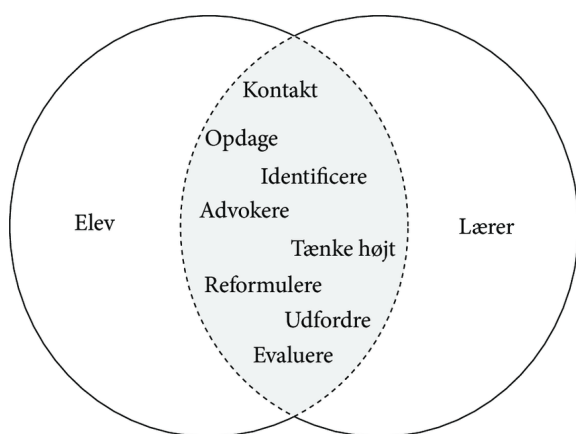 Kontakt
Opdage
Identificere
Advokere
Elev
Lærer
Tænke højt
Reformulere
Udfordre
Evaluere